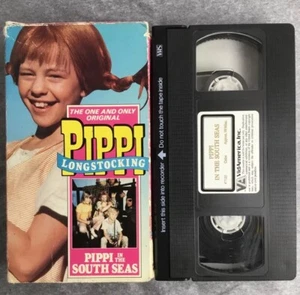 THE ONE AND ONLY
ORIGINAL
PIPPI
LONGSTOCKING
PIPPI IN THE
SOUTH SEAS
VHS
Do not touch the tape inside
Insert this side into recorder
PIPPI
IN THE SOUTH SEAS
VidAmerica, Inc.